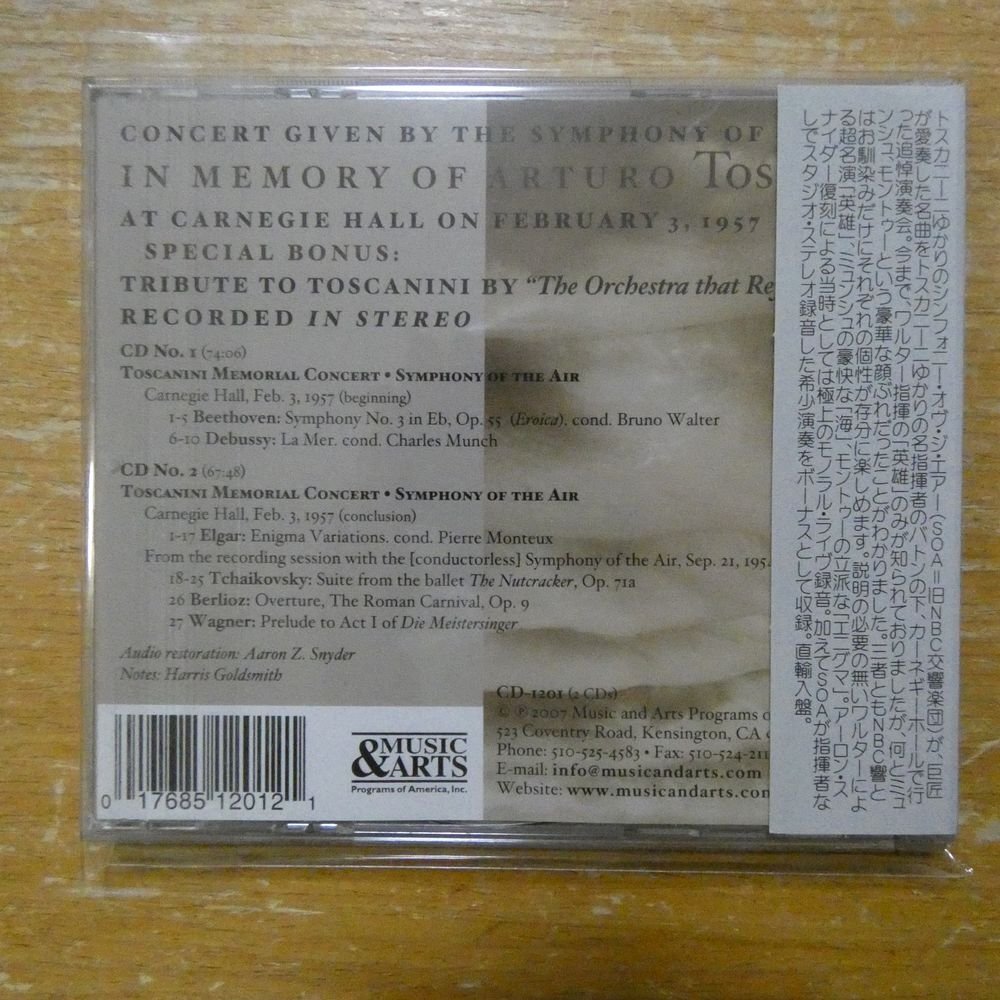 CONCERT GIVEN BY THE SYMPHONY OF
IN MEMORY OF ARTURO TOS
AT CARNEGIE HALL ON FEBRUARY 3, 1957
SPECIAL BONUS:
TRIBUTE TO TOSCANINI BY "The Orchestra that Re
RECORDED IN STEREO
CD No. 1 (74:06)
TOSCANINI MEMORIAL CONCERT • SYMPHONY OF THE AIR
Carnegie Hall, Feb. 3, 1957 (beginning)
1-5 Beethoven: Symphony No. 3 in Eb, Op. 55 (Eroica). cond. Bruno Walter
6-10 Debussy: La Mer. cond. Charles Munch
CD No. 2 (67:48)
TOSCANINI MEMORIAL CONCERT • SYMPHONY OF THE AIR
Carnegie Hall, Feb. 3, 1957 (conclusion)
1-17 Elgar: Enigma Variations. cond. Pierre Monteux
From the recording session with the [conductorless] Symphony of the Air, Sep. 21, 1954
18-25 Tchaikovsky: Suite from the ballet The Nutcracker, Op. 71a
26 Berlioz: Overture, The Roman Carnival, Op. 9
27 Wagner: Prelude to Act I of Die Meistersinger
Audio restoration: Aaron Z. Snyder
Notes: Harris Goldsmith
CD-1201 (2 CDs)
© ℗ 2007 Music and Arts Programs o
523 Coventry Road, Kensington, CA
Phone: 510-525-4583 • Fax: 510-524-211
E-mail: info@musicandarts.com
Website: www.musicandarts.com
MUSIC
&ARTS
Programs of America, Inc.
0 17685 12012 1
トスカニーニゆかりのシンフォニー・オヴ・ジ・エアー(SOA=旧NBC交響楽団)が、巨匠
が愛奏した名曲をトスカニーニゆかりの名指揮者のバトンの下、カーネギーホールで行
った追悼演奏会。今まで、ワルター指揮の「英雄」のみが知られておりましたが、何とミュ
ンシュ、モントゥーという豪華な顔ぶれだったことがわかりました。三者ともNBC響と
はお馴染みだけにそれぞれの個性が存分に楽しめます。説明の必要の無いワルターによ
る超名演「英雄」、ミュンシュの豪快な「海」、モントゥーの立派な「エニグマ」。アーロン・ス
ナイダー復刻による当時としては極上のモノラル・ライヴ録音。加えてSOAが指揮者な
しでスタジオ・ステレオ録音した希少演奏をボーナスとして収録。直輸入盤。